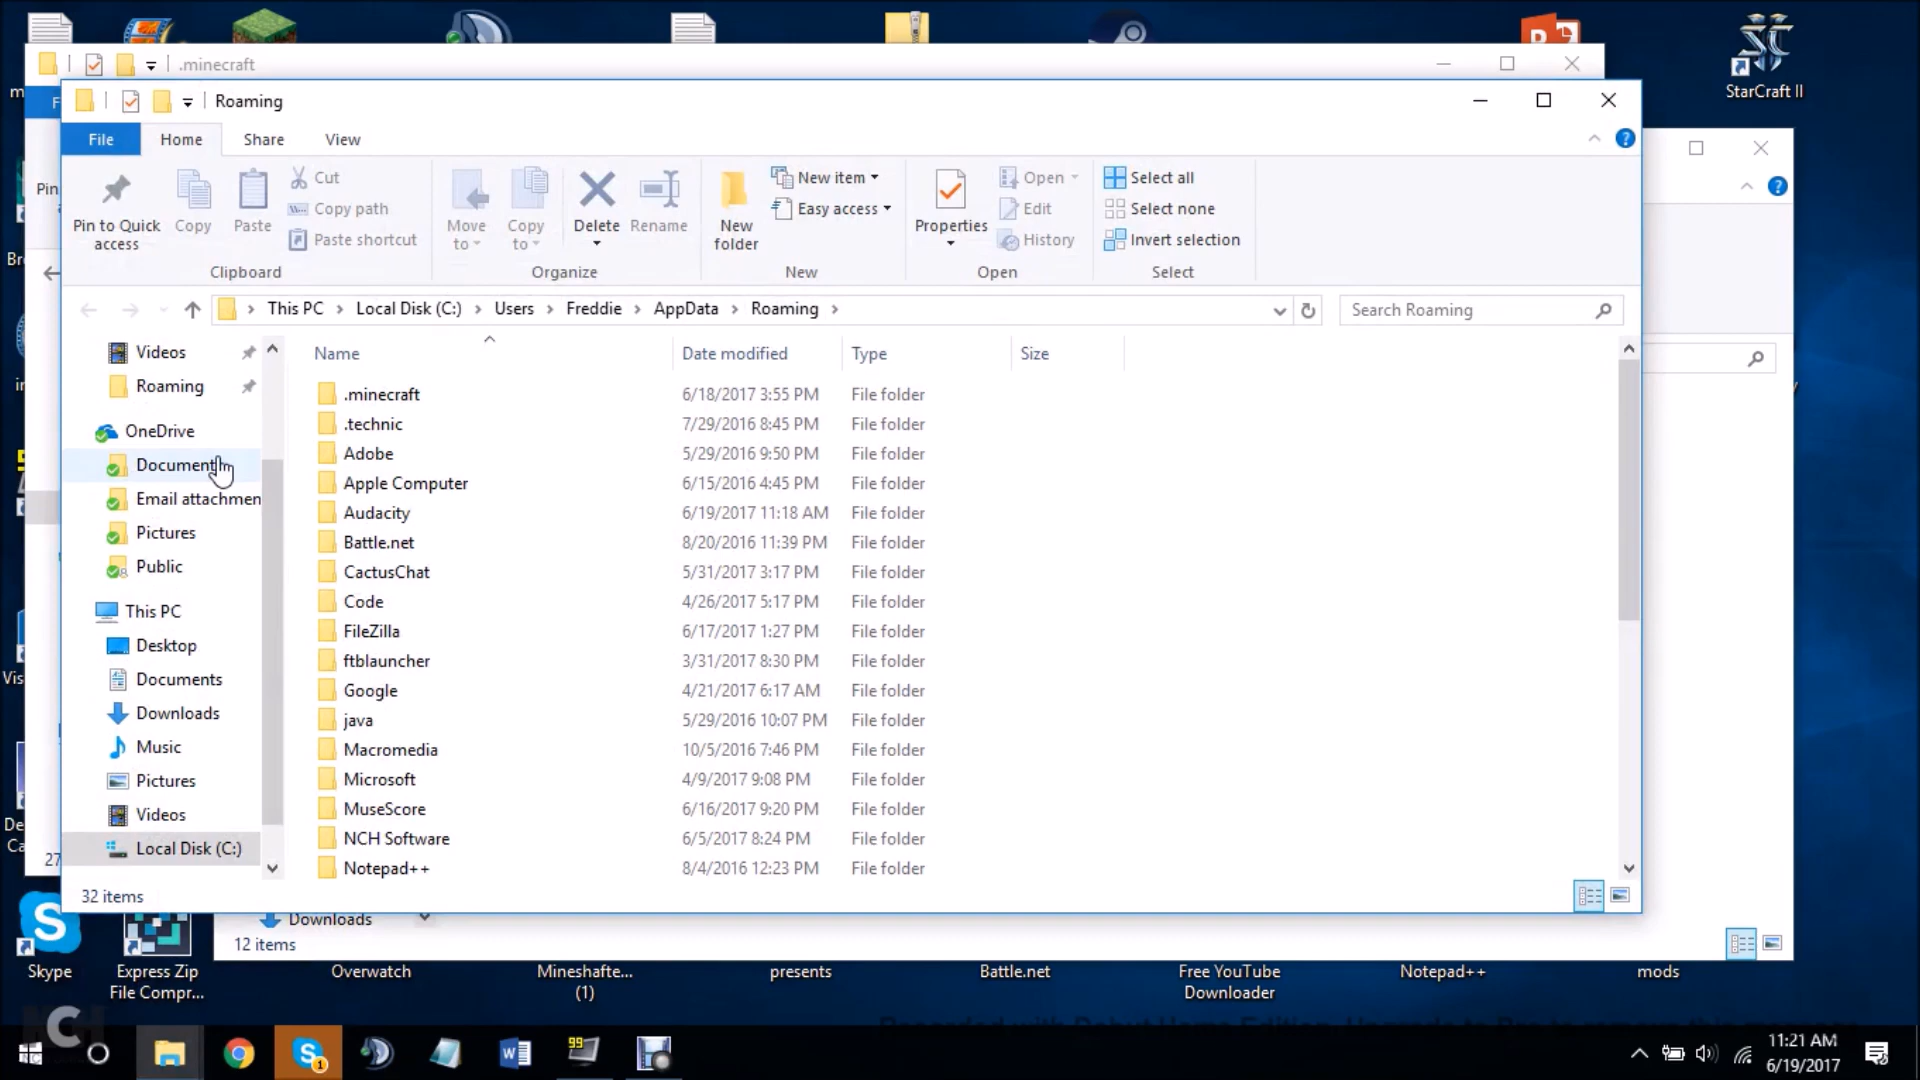 .minecraft
StarCraft II
Roaming
File
Home
Share
View
Pin to Quick access
Copy
Paste
Cut
Copy path
Paste shortcut
Clipboard
Move to
Copy to
Delete
Rename
Organize
New folder
New item
Easy access
New
Properties
Open
Edit
History
Open
Select all
Select none
Invert selection
Select
This PC > Local Disk (C:) > Users > Freddie > AppData > Roaming >
Search Roaming
Videos
Roaming
OneDrive
Document
Email attachmen
Pictures
Public
This PC
Desktop
Documents
Downloads
Music
Pictures
Videos
Local Disk (C:)
Name Date modified Type Size
.minecraft 6/18/2017 3:55 PM File folder
.technic 7/29/2016 8:45 PM File folder
Adobe 5/29/2016 9:50 PM File folder
Apple Computer 6/15/2016 4:45 PM File folder
Audacity 6/19/2017 11:18 AM File folder
Battle.net 8/20/2016 11:39 PM File folder
CactusChat 5/31/2017 3:17 PM File folder
Code 4/26/2017 5:17 PM File folder
FileZilla 6/17/2017 1:27 PM File folder
ftblauncher 3/31/2017 8:30 PM File folder
Google 4/21/2017 6:17 AM File folder
java 5/29/2016 10:07 PM File folder
Macromedia 10/5/2016 7:46 PM File folder
Microsoft 4/9/2017 9:08 PM File folder
MuseScore 6/16/2017 9:20 PM File folder
NCH Software 6/5/2017 8:24 PM File folder
Notepad++ 8/4/2016 12:23 PM File folder
32 items
Downloads
12 items
Skype
Express Zip File Compr...
Overwatch
Mineshafte... (1)
presents
Battle.net
Free YouTube Downloader
Notepad++
mods
11:21 AM
6/19/2017